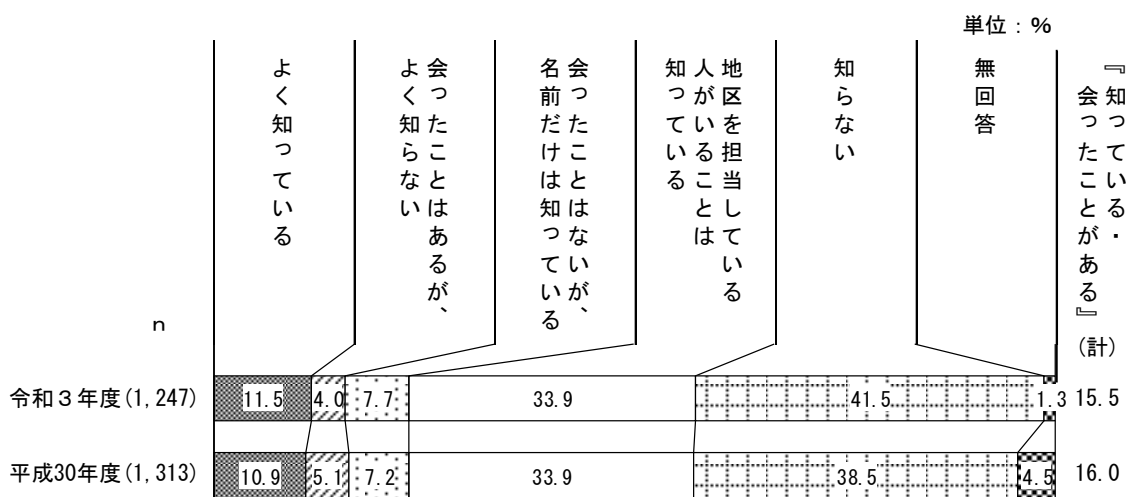 単位：％
よく知っている
会ったことはあるが、
よく知らない
会ったことはないが、
名前だけは知っている
地区を担当している
人がいることは
知っている
知らない
無回答
『知っている・
会ったことがある』
(計)
ｎ
令和３年度(1,247) 11.5 4.0 7.7 33.9 41.5 1.3 15.5
平成30年度(1,313) 10.9 5.1 7.2 33.9 38.5 4.5 16.0